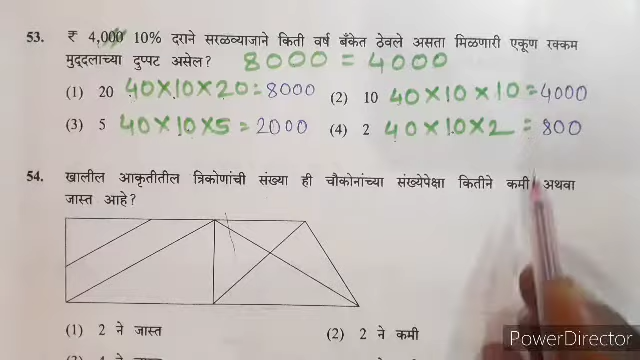 53. ₹ 4,000 10% दराने सरळव्याजाने किती वर्ष बँकेत ठेवले असता मिळणारी एकूण रक्कम
मुद्दलाच्या दुप्पट असेल? 8000 = 4000
(1) 20 40×10×20=8000 (2) 10 40×10×10=4000
(3) 5 40×10×5=2000 (4) 2 40×10×2=800
54. खालील आकृतीतील त्रिकोणांची संख्या ही चौकोनांच्या संख्येपेक्षा कितीने कमी अथवा
जास्त आहे?
(1) 2 ने जास्त (2) 2 ने कमी
PowerDirector